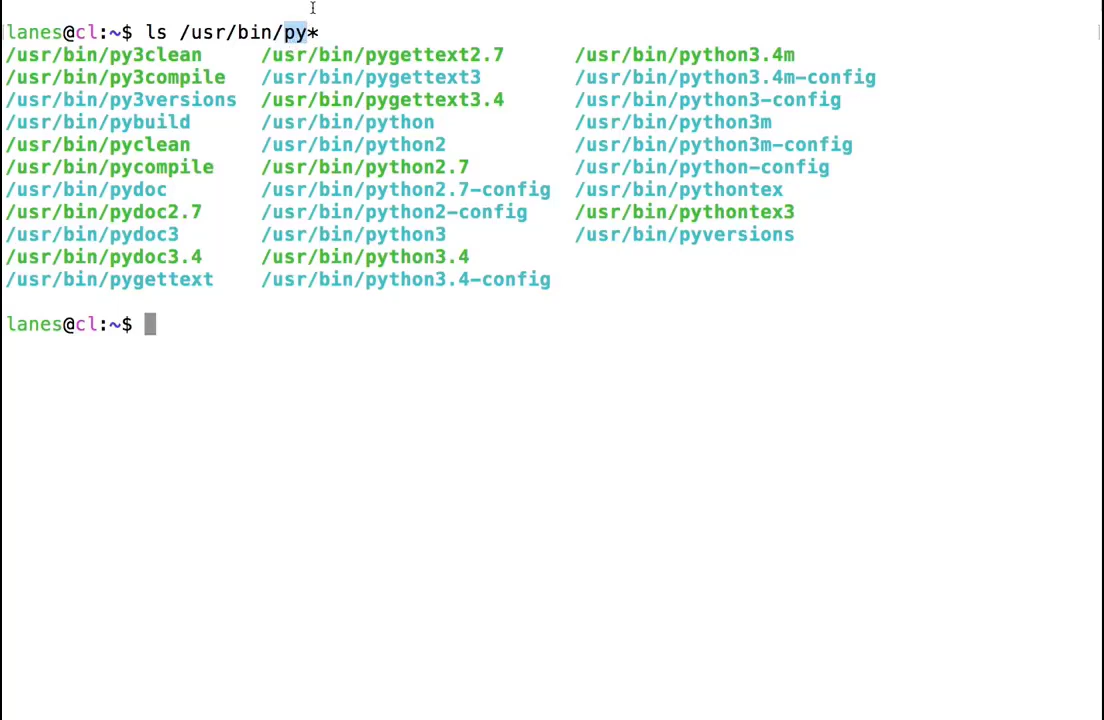 lanes@cl:~$ ls /usr/bin/py*
/usr/bin/py3clean /usr/bin/pygettext2.7 /usr/bin/python3.4m
/usr/bin/py3compile /usr/bin/pygettext3 /usr/bin/python3.4m-config
/usr/bin/py3versions /usr/bin/pygettext3.4 /usr/bin/python3-config
/usr/bin/pybuild /usr/bin/python /usr/bin/python3m
/usr/bin/pyclean /usr/bin/python2 /usr/bin/python3m-config
/usr/bin/pycompile /usr/bin/python2.7 /usr/bin/python-config
/usr/bin/pydoc /usr/bin/python2.7-config /usr/bin/pythontex
/usr/bin/pydoc2.7 /usr/bin/python2-config /usr/bin/pythontex3
/usr/bin/pydoc3 /usr/bin/python3 /usr/bin/pyversions
/usr/bin/pydoc3.4 /usr/bin/python3.4
/usr/bin/pygettext /usr/bin/python3.4-config
lanes@cl:~$